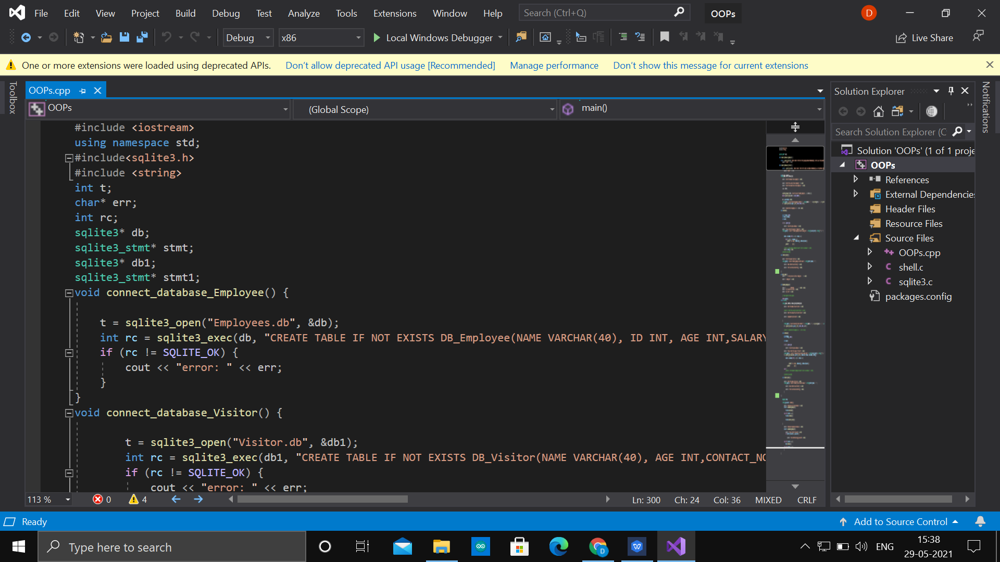 File Edit View Project Build Debug Test Analyze Tools Extensions Window Help Search (Ctrl+Q) OOPs D
Debug x86 Local Windows Debugger Live Share
One or more extensions were loaded using deprecated APIs. Don't allow deprecated API usage [Recommended] Manage performance Don't show this message for current extensions
Toolbox
OOPs.cpp
OOPs (Global Scope) main()
#include <iostream>
using namespace std;
#include<sqlite3.h>
#include <string>
int t;
char* err;
int rc;
sqlite3* db;
sqlite3_stmt* stmt;
sqlite3* db1;
sqlite3_stmt* stmt1;
void connect_database_Employee() {
t = sqlite3_open("Employees.db", &db);
int rc = sqlite3_exec(db, "CREATE TABLE IF NOT EXISTS DB_Employee(NAME VARCHAR(40), ID INT, AGE INT,SALARY
if (rc != SQLITE_OK) {
cout << "error: " << err;
}
}
void connect_database_Visitor() {
t = sqlite3_open("Visitor.db", &db1);
int rc = sqlite3_exec(db1, "CREATE TABLE IF NOT EXISTS DB_Visitor(NAME VARCHAR(40), AGE INT,CONTACT_NO
if (rc != SQLITE_OK) {
cout << "error: " << err;
113 % 0 4 Ln: 300 Ch: 24 Col: 36 MIXED CRLF
Solution Explorer
Search Solution Explorer (C
Solution 'OOPs' (1 of 1 proje
OOPs
References
External Dependencies
Header Files
Resource Files
Source Files
OOPs.cpp
shell.c
sqlite3.c
packages.config
Notifications
Ready Add to Source Control
Type here to search
D
ENG
15:38
29-05-2021